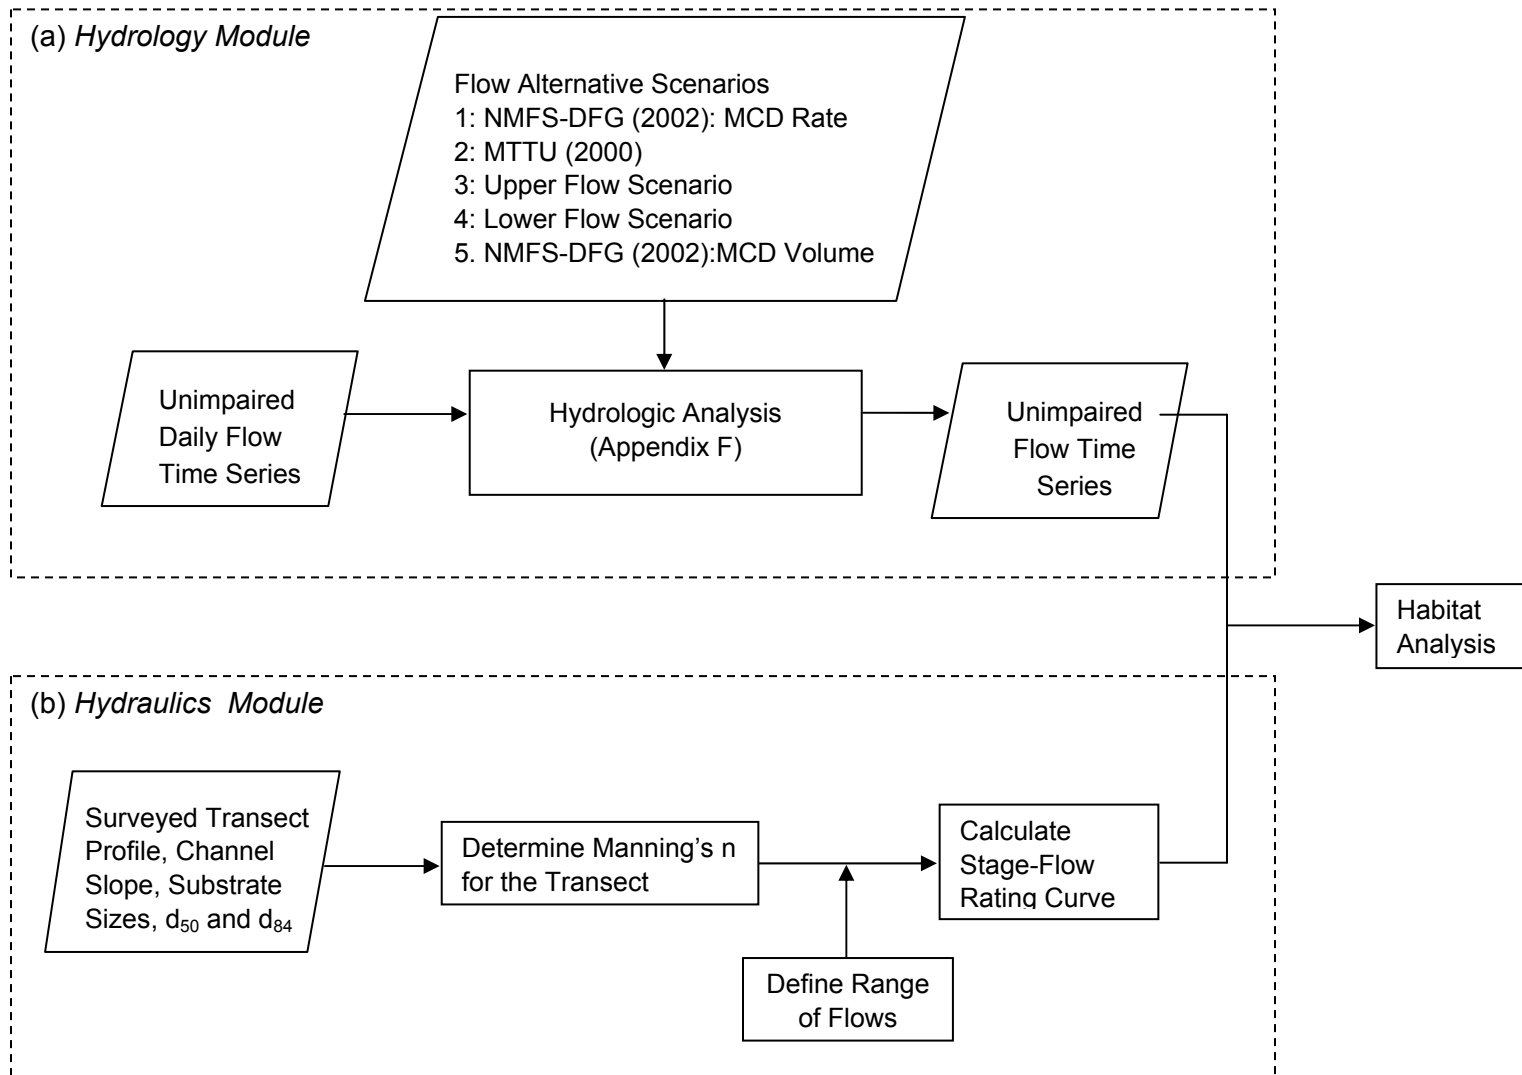 (a) Hydrology Module
Flow Alternative Scenarios
1: NMFS-DFG (2002): MCD Rate
2: MTTU (2000)
3: Upper Flow Scenario
4: Lower Flow Scenario
5. NMFS-DFG (2002):MCD Volume
Unimpaired
Daily Flow
Time Series
Hydrologic Analysis
(Appendix F)
Unimpaired
Flow Time
Series
Habitat
Analysis
(b) Hydraulics Module
Surveyed Transect
Profile, Channel
Slope, Substrate
Sizes, d50 and d84
Determine Manning’s n
for the Transect
Calculate
Stage-Flow
Rating Curve
Define Range
of Flows